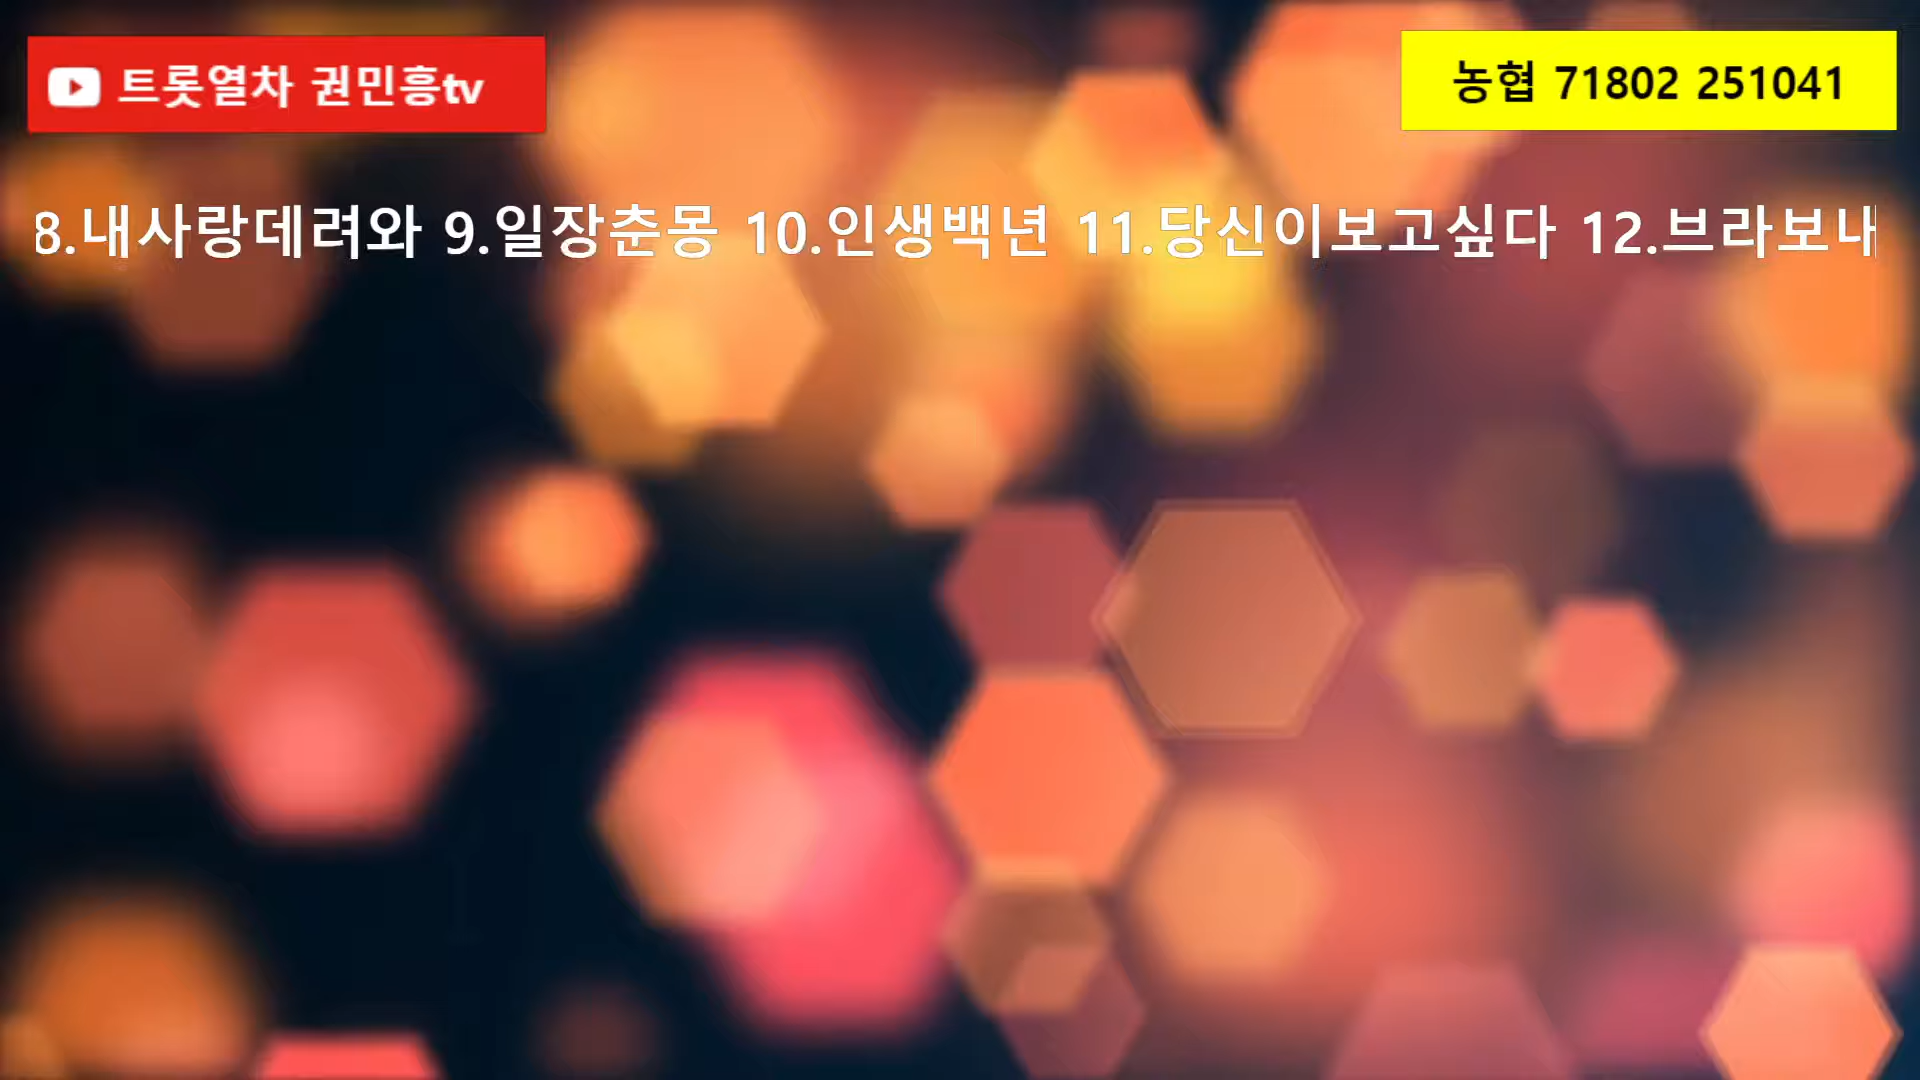 트롯열차 권민흥tv
농협 71802 251041
8.내사랑데려와 9.일장춘몽 10.인생백년 11.당신이보고싶다 12.브라보내